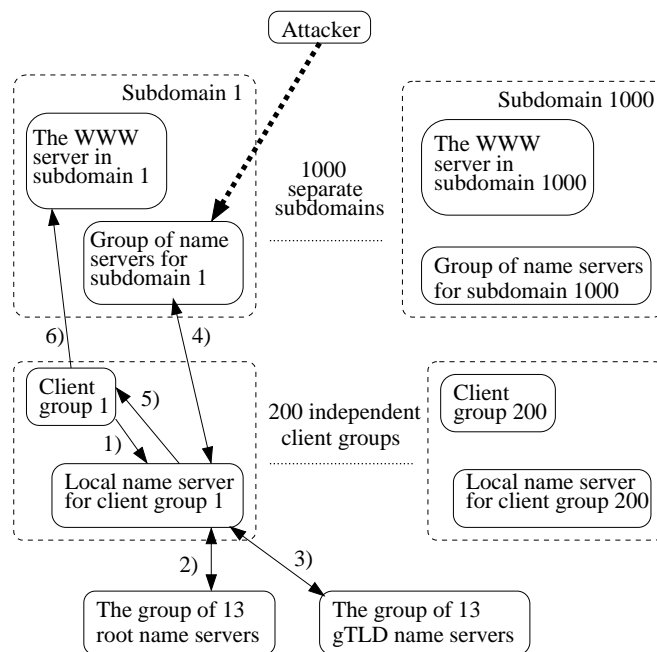 Attacker
Subdomain 1
The WWW
server in
subdomain 1
Group of name
servers for
subdomain 1
1000
separate
subdomains
Subdomain 1000
The WWW
server in
subdomain 1000
Group of name servers
for subdomain 1000
6)
4)
Client
group 1
5)
1)
Local name server
for client group 1
200 independent
client groups
Client
group 200
Local name server
for client group 200
2)
3)
The group of 13
root name servers
The group of 13
gTLD name servers